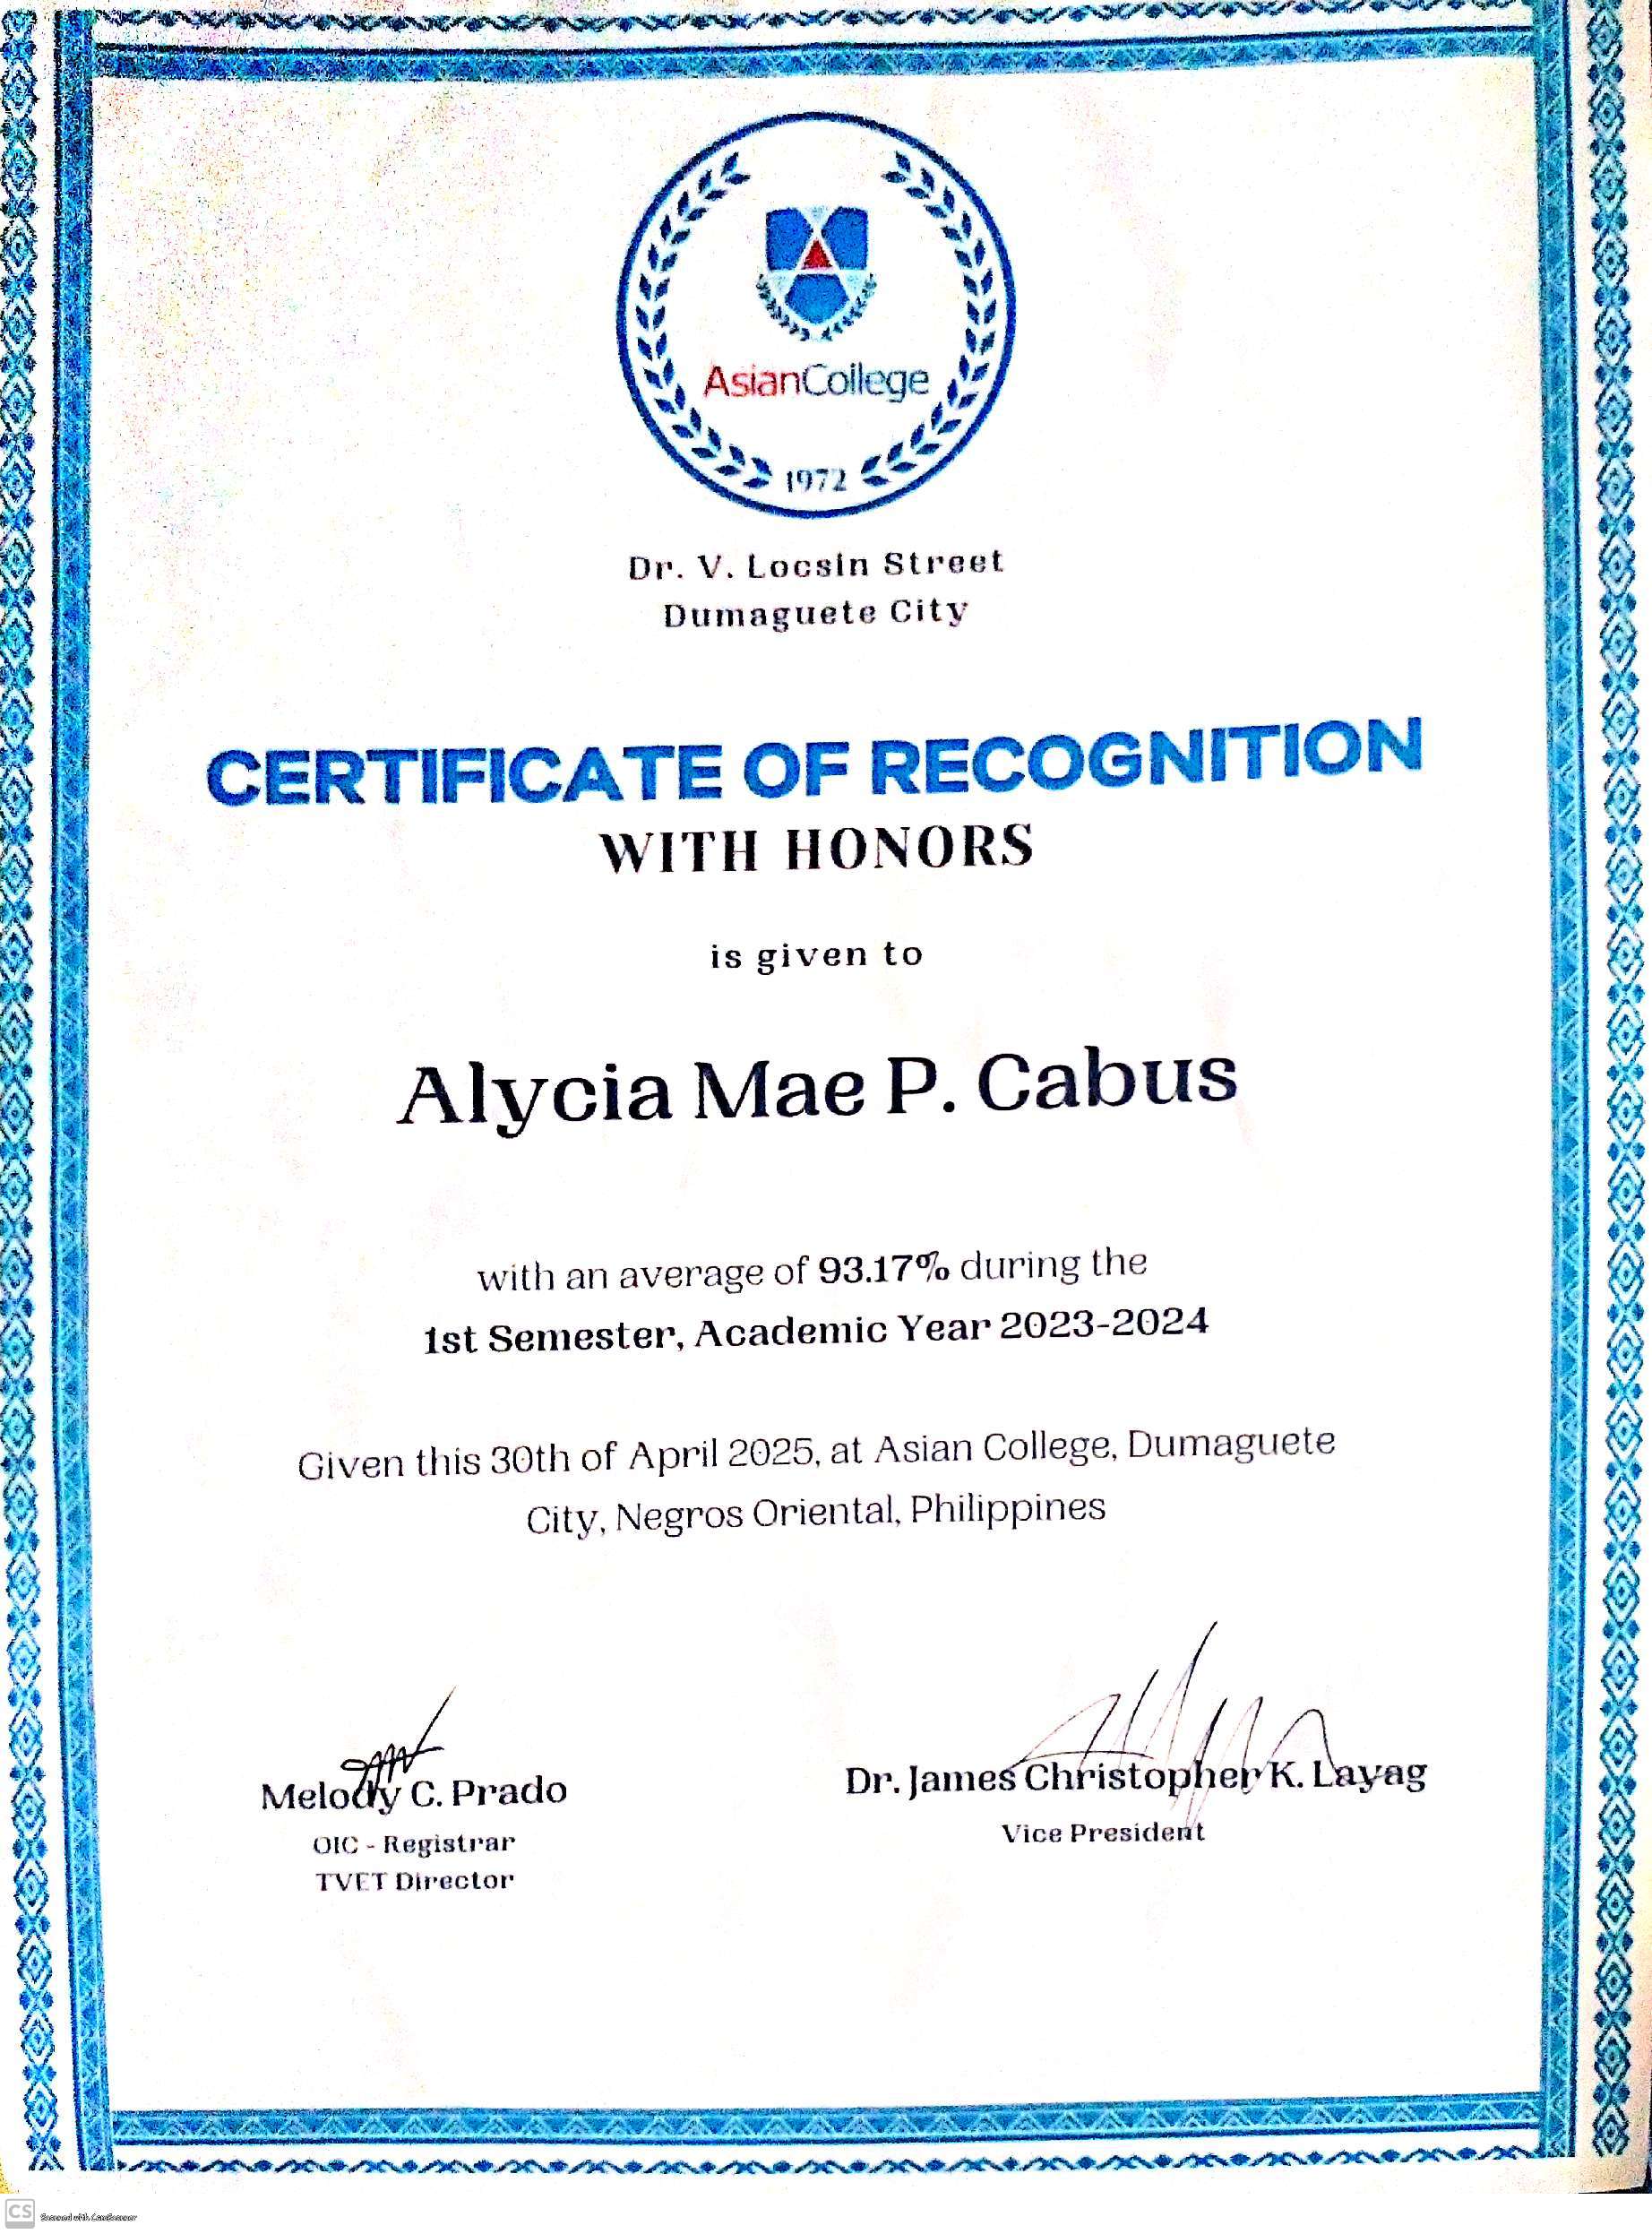 AsianCollege
1972
Dr. V. Locsin Street
Dumaguete City
CERTIFICATE OF RECOGNITION
WITH HONORS
is given to
Alycia Mae P. Cabus
with an average of 93.17% during the
1st Semester, Academic Year 2023-2024
Given this 30th of April 2025, at Asian College, Dumaguete
City, Negros Oriental, Philippines
Melody C. Prado
OIC - Registrar
TVET Director
Dr. James Christopher K. Layag
Vice President
CS Scanned with CamScanner